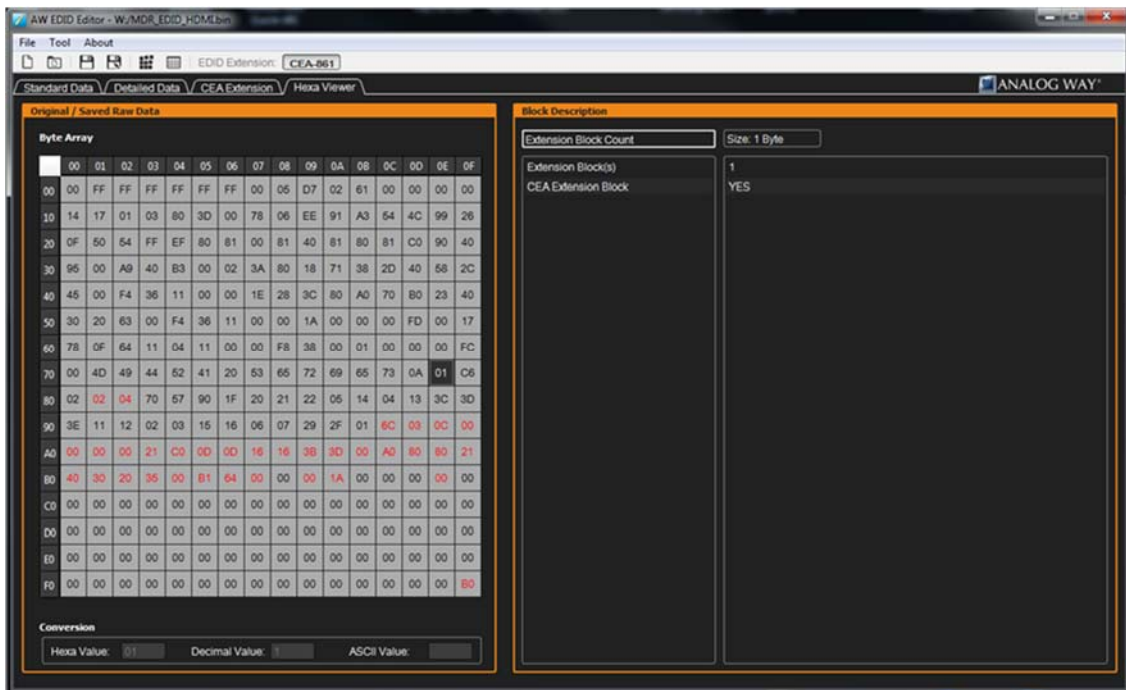 AW EDID Editor - W:/MDR_EDID_HDMI.bin
File Tool About
EDID Extension: CEA-861
Standard Data Detailed Data CEA Extension Hexa Viewer ANALOG WAY®
Original / Saved Raw Data
Byte Array
00 01 02 03 04 05 06 07 08 09 0A 0B 0C 0D 0E 0F
00 00 FF FF FF FF FF FF 00 05 D7 02 61 00 00 00 00
10 14 17 01 03 80 3D 00 78 06 EE 91 A3 54 4C 99 26
20 0F 50 54 FF EF 80 81 00 81 40 81 80 81 C0 90 40
30 95 00 A9 40 B3 00 02 3A 80 18 71 38 2D 40 58 2C
40 45 00 F4 36 11 00 00 1E 28 3C 80 A0 70 B0 23 40
50 30 20 63 00 F4 36 11 00 00 1A 00 00 00 FD 00 17
60 78 0F 64 11 04 11 00 00 F8 38 00 01 00 00 00 FC
70 00 4D 49 44 52 41 20 53 65 72 69 65 73 0A 01 C6
80 02 02 04 70 57 90 1F 20 21 22 05 14 04 13 3C 3D
90 3E 11 12 02 03 15 16 06 07 29 2F 01 6C 03 0C 00
A0 00 00 00 21 C0 0D 0D 16 16 3B 3D 00 A0 80 80 21
B0 40 30 20 35 00 B1 64 00 00 00 1A 00 00 00 00 00
C0 00 00 00 00 00 00 00 00 00 00 00 00 00 00 00 00
D0 00 00 00 00 00 00 00 00 00 00 00 00 00 00 00 00
E0 00 00 00 00 00 00 00 00 00 00 00 00 00 00 00 00
F0 00 00 00 00 00 00 00 00 00 00 00 00 00 00 00 B0
Conversion
Hexa Value: 01 Decimal Value: 1 ASCII Value:
Block Description
Extension Block Count Size: 1 Byte
Extension Block(s) 1
CEA Extension Block YES